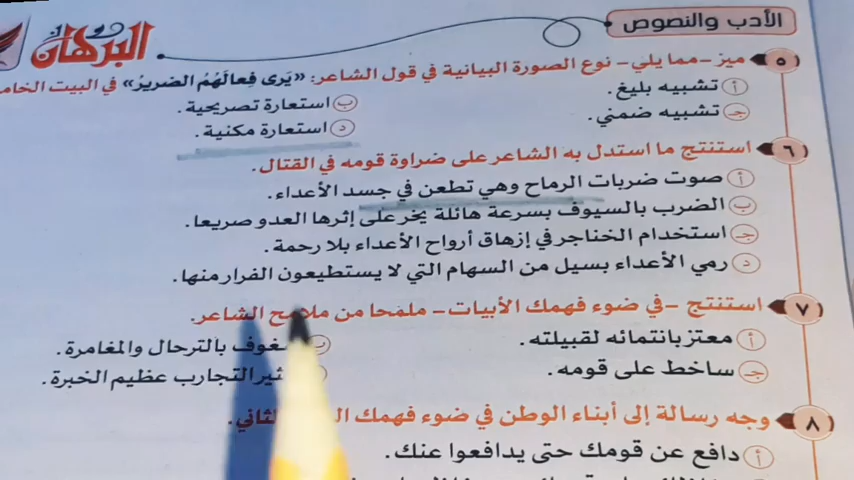 الأدب والنصوص
البرهان
٥ ميز -مما يلي- نوع الصورة البيانية في قول الشاعر: «يَرى فِعالَهُمُ الضريرُ» في البيت
أ تشبيه بليغ.
ب استعارة تصريحية.
جـ تشبيه ضمني.
د استعارة مكنية.
٦ استنتج ما استدل به الشاعر على ضراوة قومه في القتال.
أ صوت ضربات الرماح وهي تطعن في جسد الأعداء.
ب الضرب بالسيوف بسرعة هائلة يخر على إثرها العدو صريعا.
جـ استخدام الخناجر في إزهاق أرواح الأعداء بلا رحمة.
د رمي الأعداء بسيل من السهام التي لا يستطيعون الفرار منها.
٧ استنتج -في ضوء فهمك الأبيات- ملمحا من ملامح الشاعر.
أ معتز بانتمائه لقبيلته.
ب بالترحال والمغامرة.
جـ ساخط على قومه.
التجارب عظيم الخبرة.
٨ وجه رسالة إلى أبناء الوطن في ضوء فهمك الثاني.
أ دافع عن قومك حتى يدافعوا عنك.